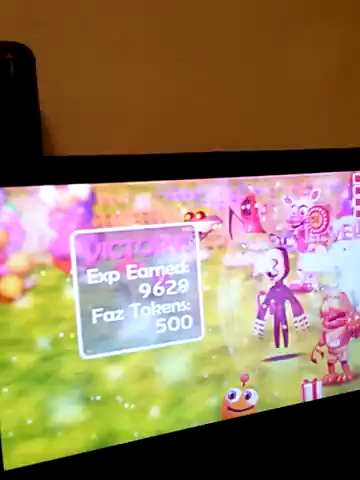 VICTORY!
Exp Earned:
9629
Faz Tokens:
500